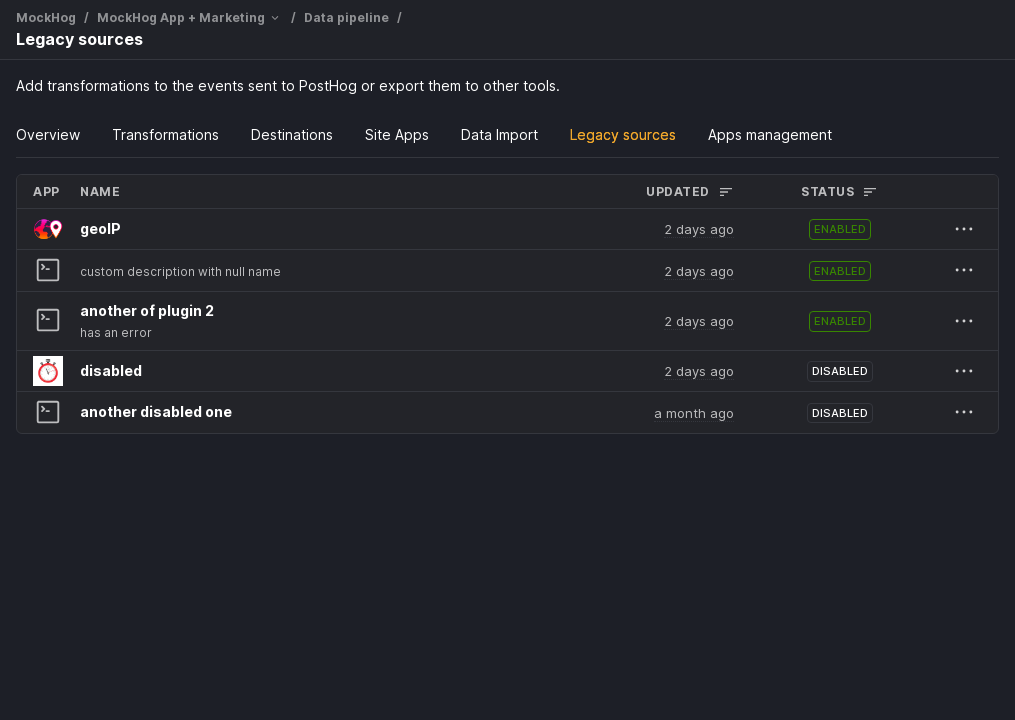 MockHog / MockHog App + Marketing / Data pipeline /
Legacy sources
Add transformations to the events sent to PostHog or export them to other tools.
Overview Transformations Destinations Site Apps Data Import Legacy sources Apps management
APP NAME UPDATED STATUS
geoIP 2 days ago ENABLED
custom description with null name 2 days ago ENABLED
another of plugin 2
has an error 2 days ago ENABLED
disabled 2 days ago DISABLED
another disabled one a month ago DISABLED